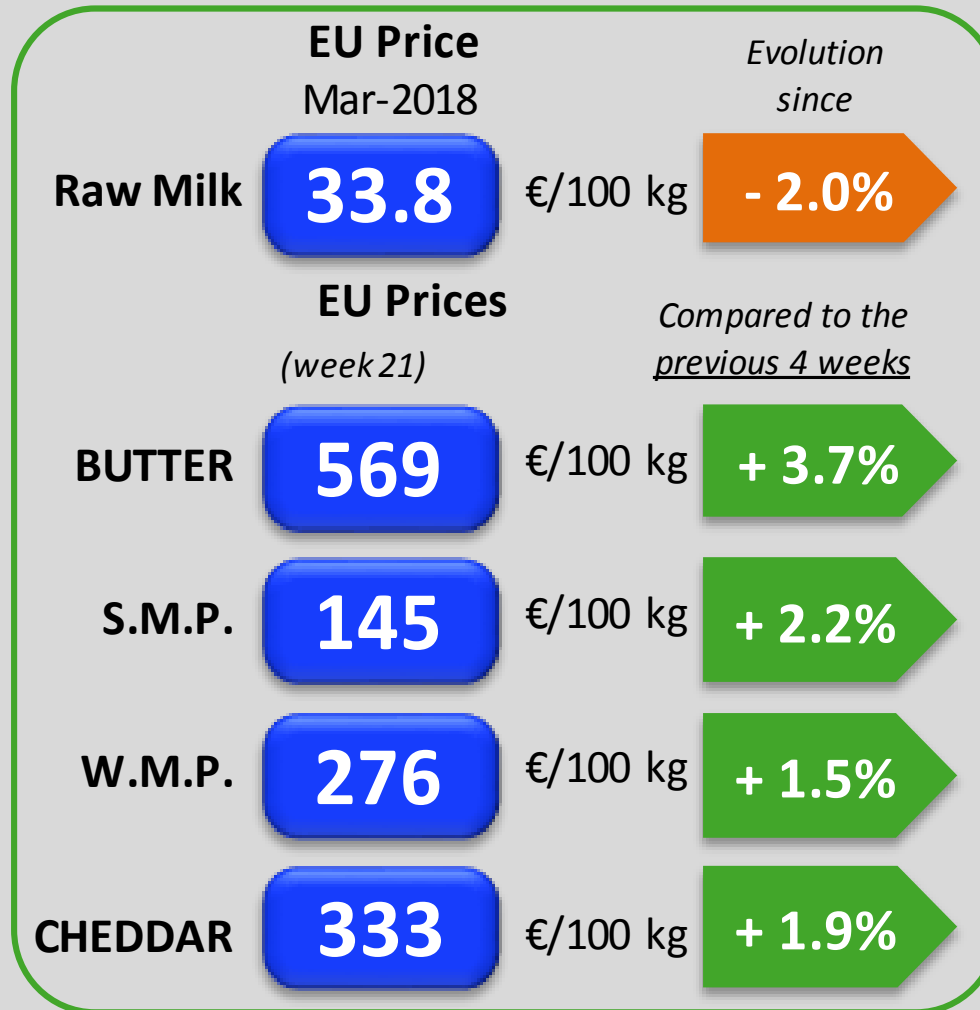 EU Price
Mar-2018
Evolution
since
Raw Milk 33.8 €/100 kg - 2.0%
EU Prices
(week 21)
Compared to the
previous 4 weeks
BUTTER 569 €/100 kg + 3.7%
S.M.P. 145 €/100 kg + 2.2%
W.M.P. 276 €/100 kg + 1.5%
CHEDDAR 333 €/100 kg + 1.9%